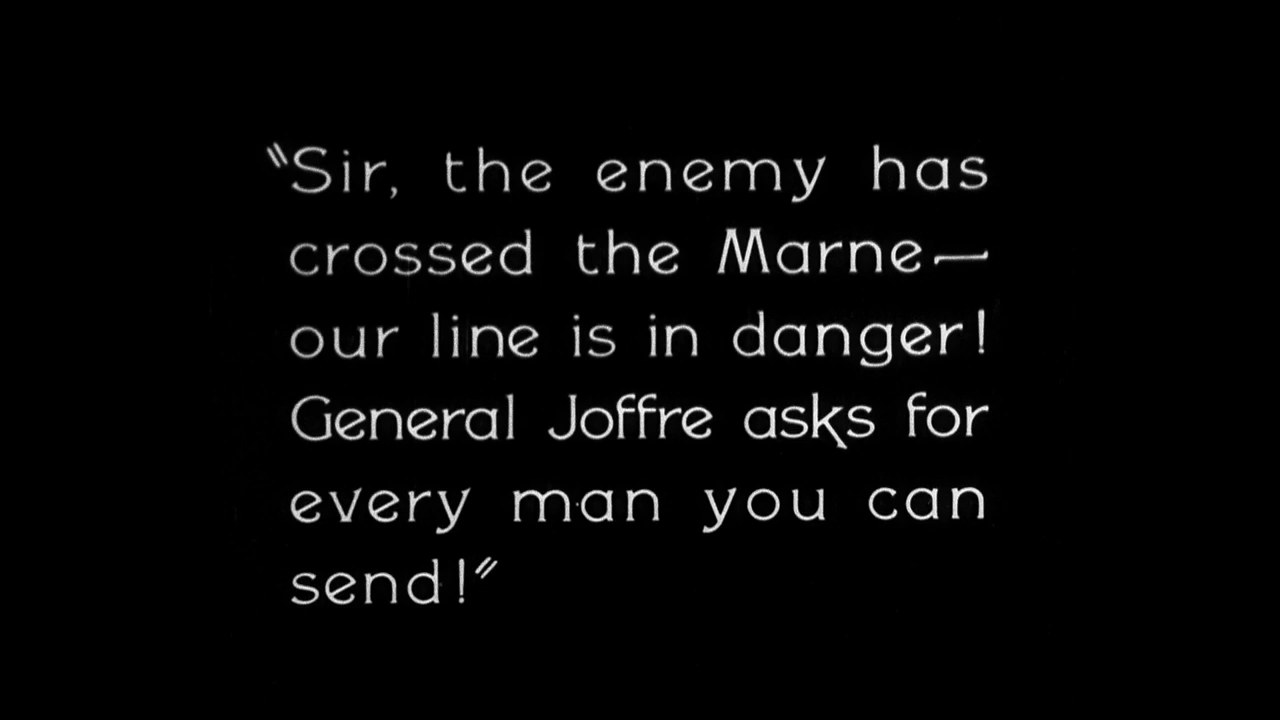 "Sir, the enemy has
crossed the Marne—
our line is in danger!
General Joffre asks for
every man you can
send!"